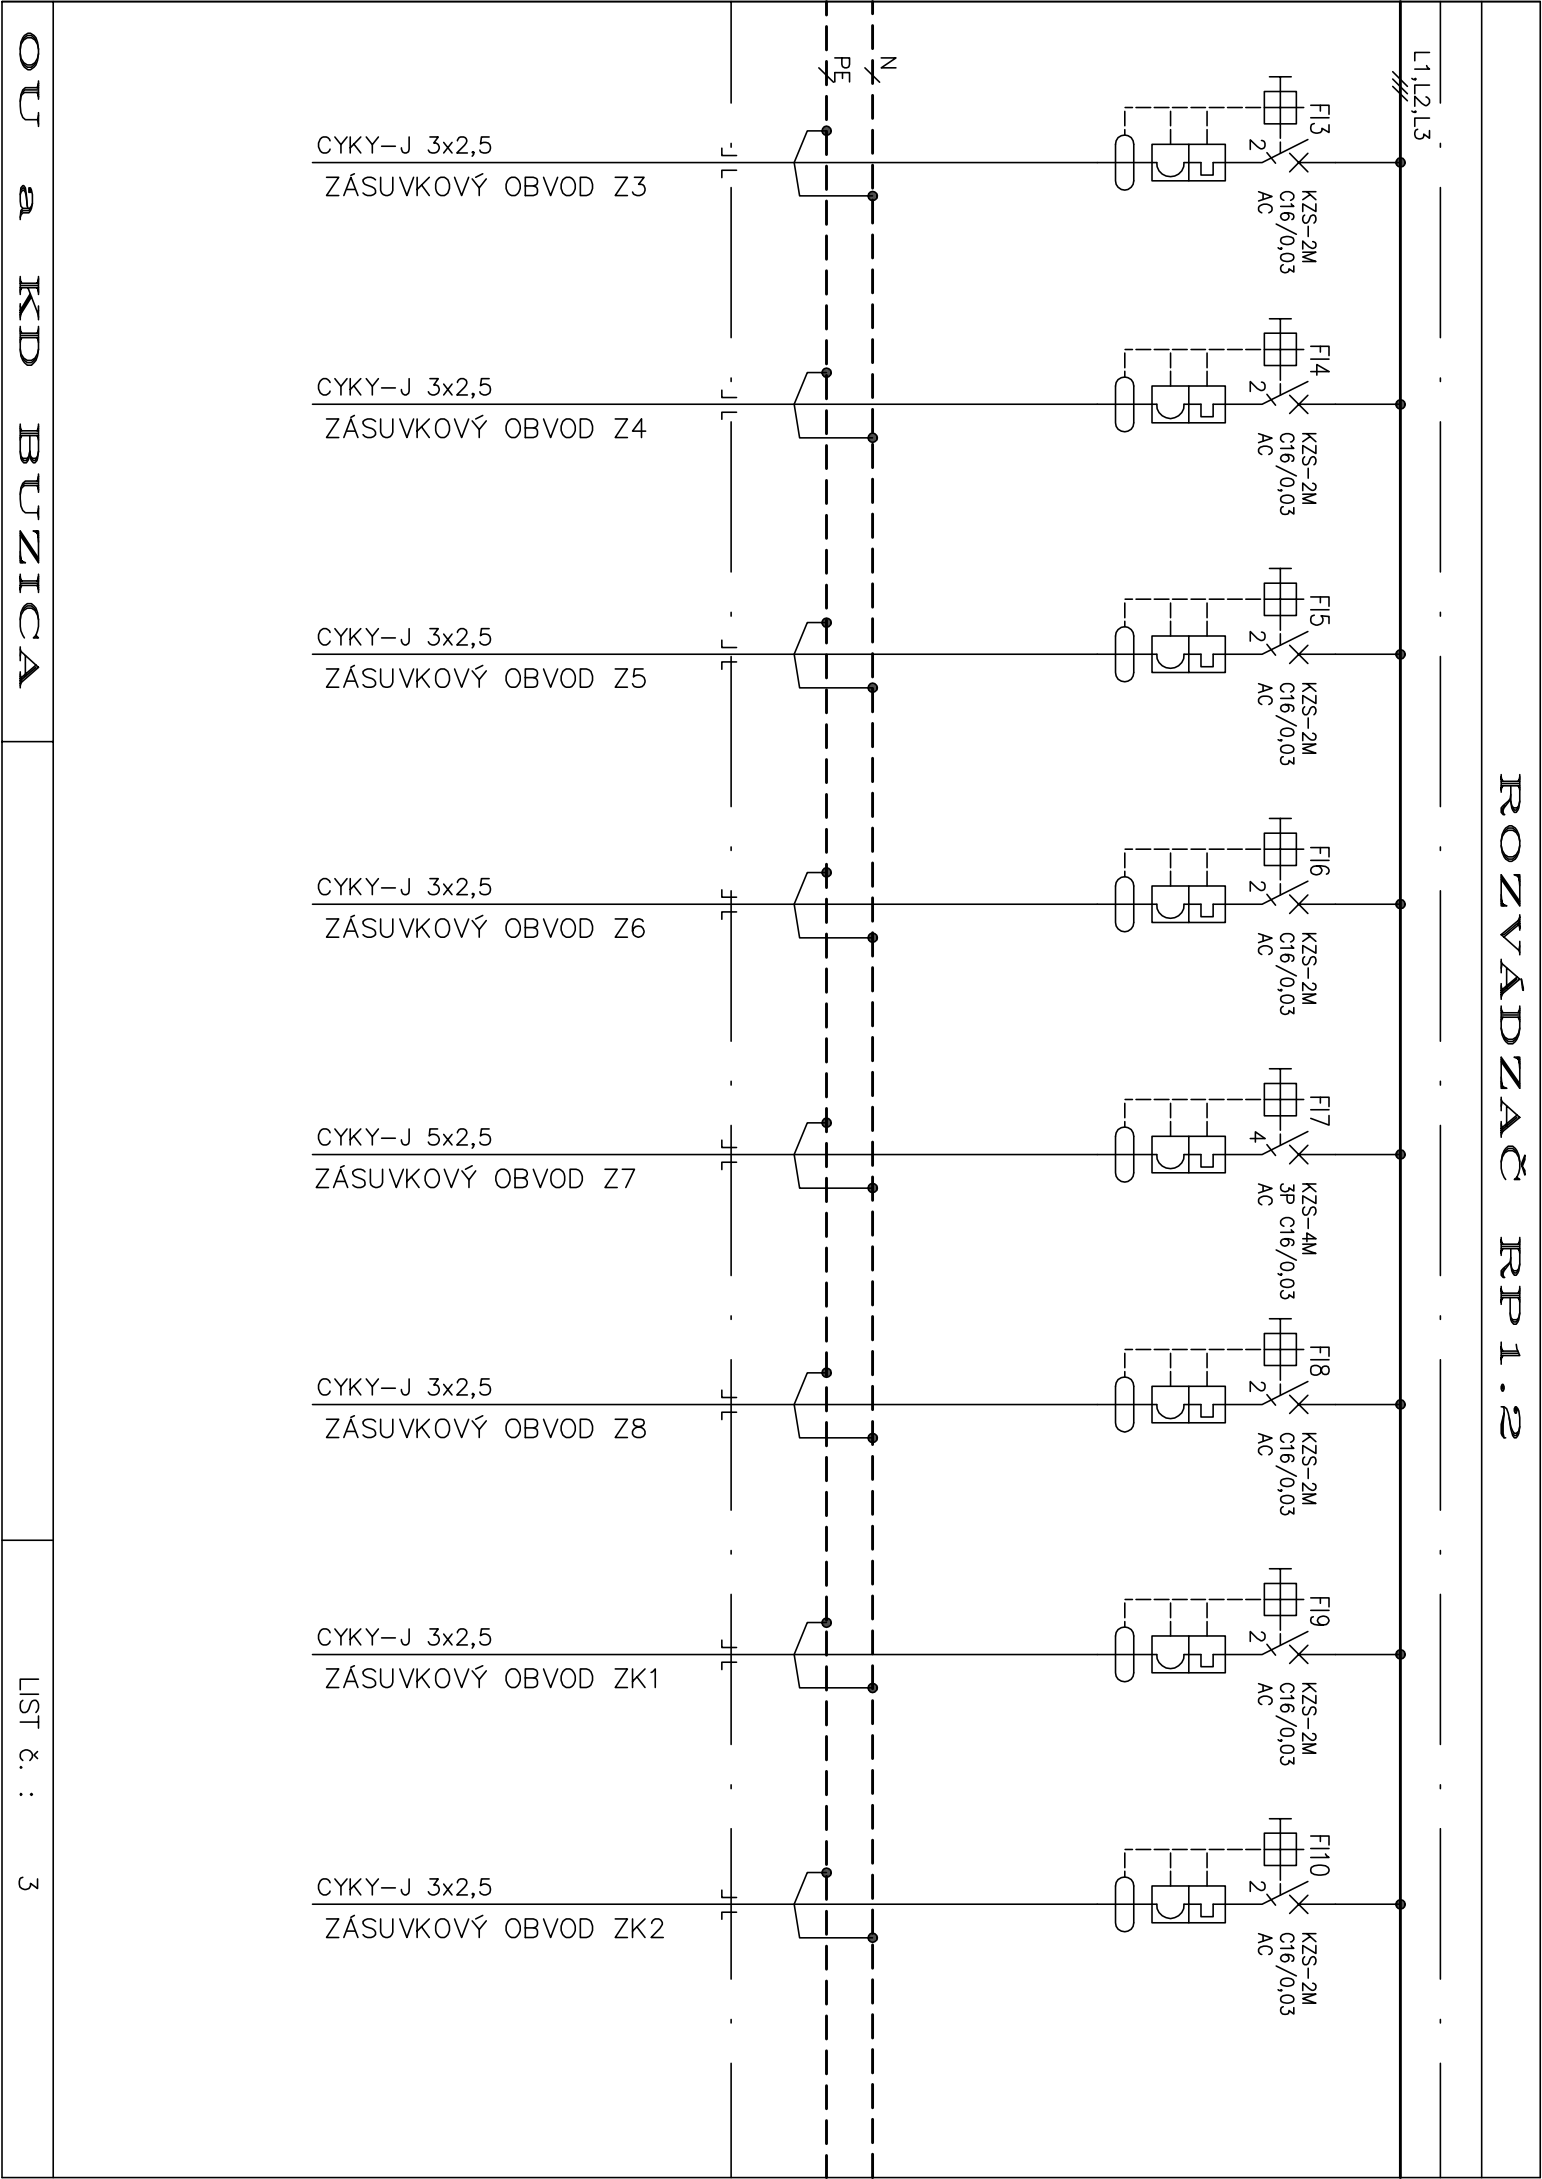 ROZVÁDZAČ RP1.2
L1,L2,L3
N
PE
FI3
2
KZS-2M
C16/0,03
AC
CYKY-J 3x2,5
ZÁSUVKOVÝ OBVOD Z3
FI4
2
KZS-2M
C16/0,03
AC
CYKY-J 3x2,5
ZÁSUVKOVÝ OBVOD Z4
FI5
2
KZS-2M
C16/0,03
AC
CYKY-J 3x2,5
ZÁSUVKOVÝ OBVOD Z5
FI6
2
KZS-2M
C16/0,03
AC
CYKY-J 3x2,5
ZÁSUVKOVÝ OBVOD Z6
FI7
4
KZS-4M
3P C16/0,03
AC
CYKY-J 5x2,5
ZÁSUVKOVÝ OBVOD Z7
FI8
2
KZS-2M
C16/0,03
AC
CYKY-J 3x2,5
ZÁSUVKOVÝ OBVOD Z8
FI9
2
KZS-2M
C16/0,03
AC
CYKY-J 3x2,5
ZÁSUVKOVÝ OBVOD ZK1
FI10
2
KZS-2M
C16/0,03
AC
CYKY-J 3x2,5
ZÁSUVKOVÝ OBVOD ZK2
OU a KD BUZICA
LIST č. : 3